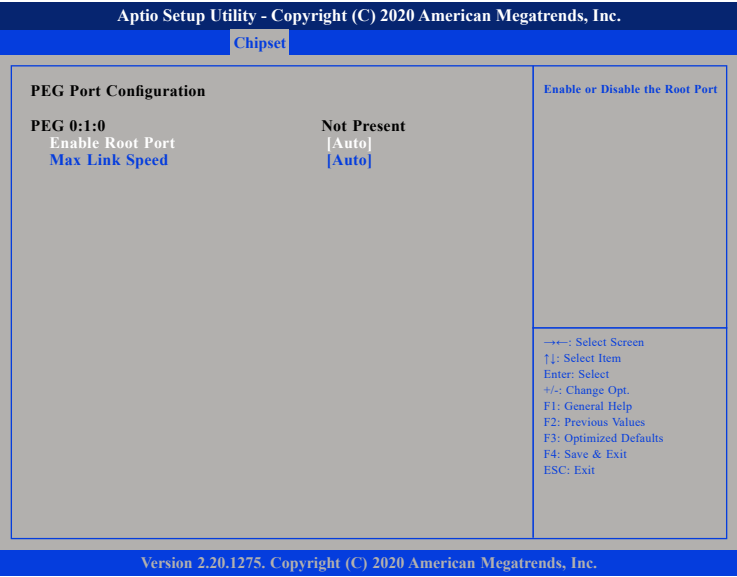 Aptio Setup Utility - Copyright (C) 2020 American Megatrends, Inc.
Chipset
PEG Port Configuration
PEG 0:1:0 Not Present
Enable Root Port [Auto]
Max Link Speed [Auto]
Enable or Disable the Root Port
→←: Select Screen
↑↓: Select Item
Enter: Select
+/-: Change Opt.
F1: General Help
F2: Previous Values
F3: Optimized Defaults
F4: Save & Exit
ESC: Exit
Version 2.20.1275. Copyright (C) 2020 American Megatrends, Inc.